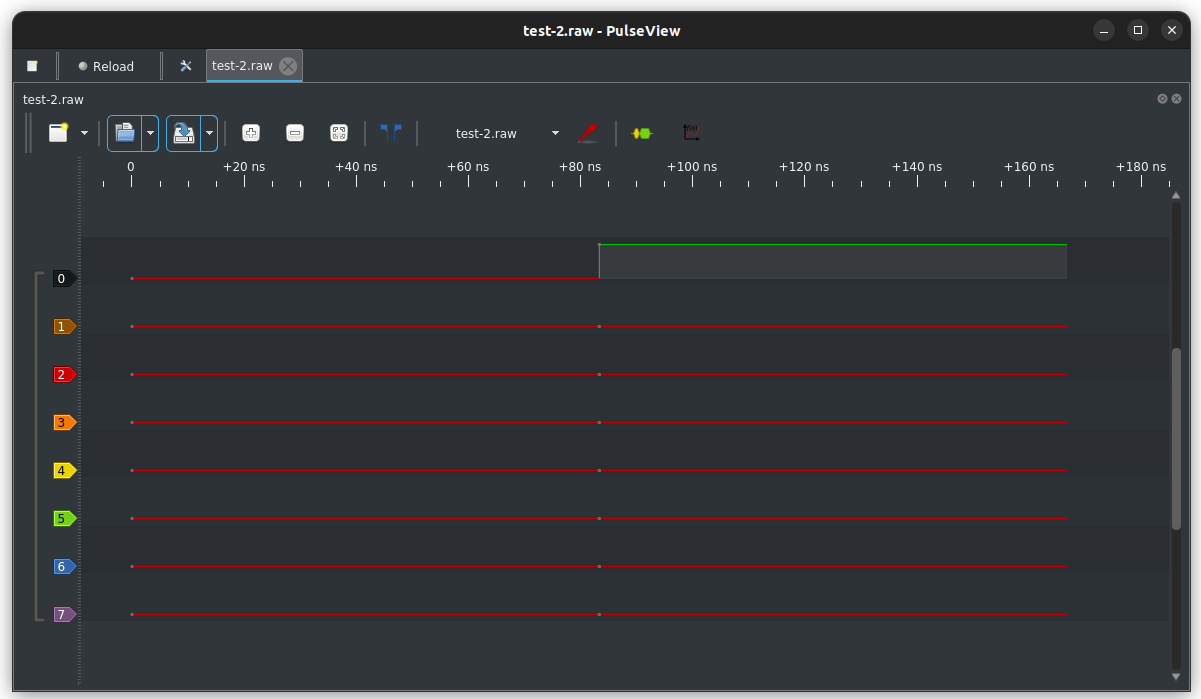 test-2.raw - PulseView
Reload
test-2.raw
test-2.raw
test-2.raw
f(x)
0 +20 ns +40 ns +60 ns +80 ns +100 ns +120 ns +140 ns +160 ns +180 ns
0
1
2
3
4
5
6
7